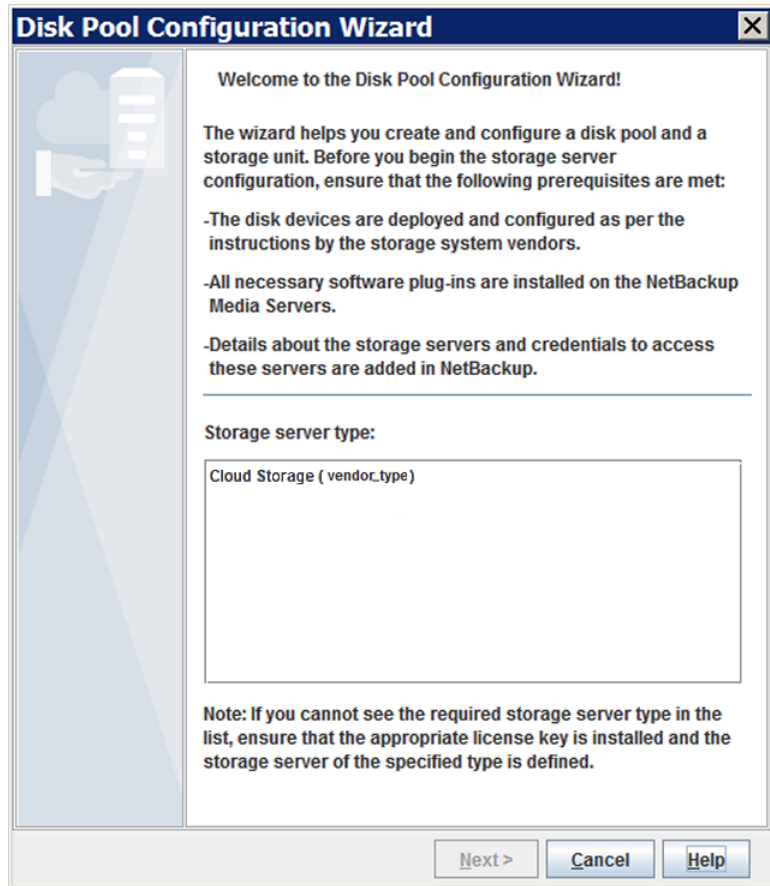 Disk Pool Configuration Wizard
Welcome to the Disk Pool Configuration Wizard!
The wizard helps you create and configure a disk pool and a
storage unit. Before you begin the storage server
configuration, ensure that the following prerequisites are met:
-The disk devices are deployed and configured as per the
instructions by the storage system vendors.
-All necessary software plug-ins are installed on the NetBackup
Media Servers.
-Details about the storage servers and credentials to access
these servers are added in NetBackup.
Storage server type:
Cloud Storage ( vendor_type)
Note: If you cannot see the required storage server type in the
list, ensure that the appropriate license key is installed and the
storage server of the specified type is defined.
Next >
Cancel
Help